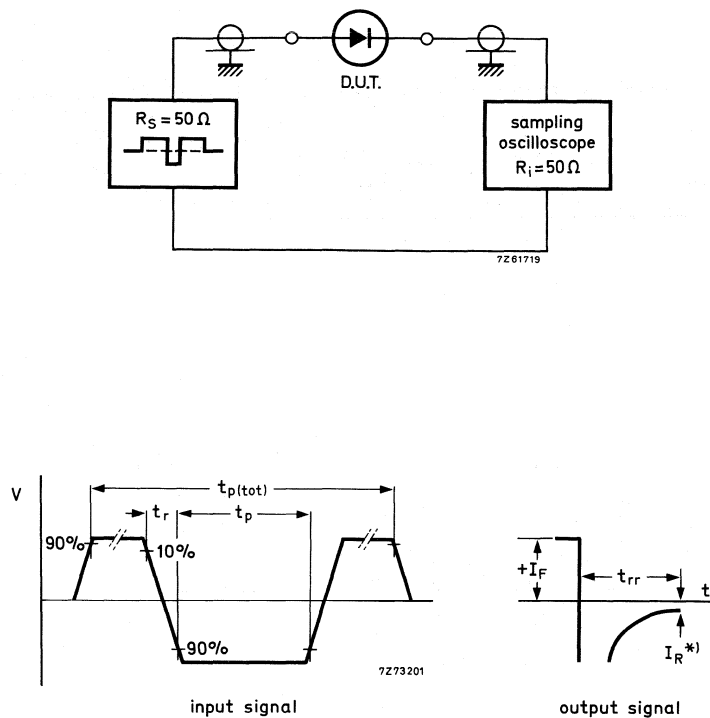 D.U.T.
R_S = 50 Ω
sampling
oscilloscope
R_i = 50 Ω
7Z61719
V
t_p(tot)
t_r
t_p
90%
10%
90%
7Z73201
input signal
+I_F
t_rr
t
I_R*)
output signal